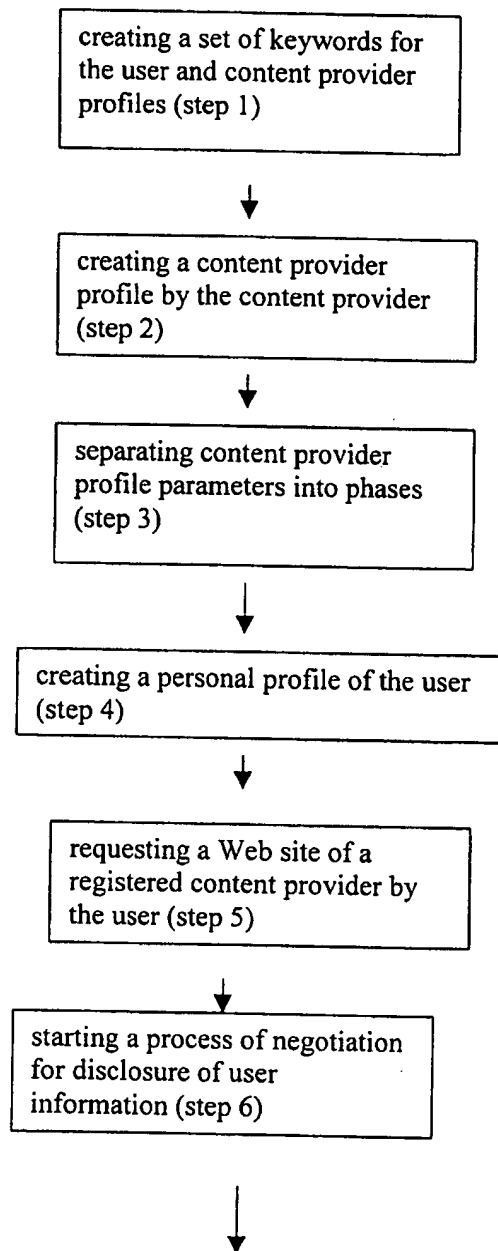 creating a set of keywords for
the user and content provider
profiles (step 1)
creating a content provider
profile by the content provider
(step 2)
separating content provider
profile parameters into phases
(step 3)
creating a personal profile of the user
(step 4)
requesting a Web site of a
registered content provider by
the user (step 5)
starting a process of negotiation
for disclosure of user
information (step 6)